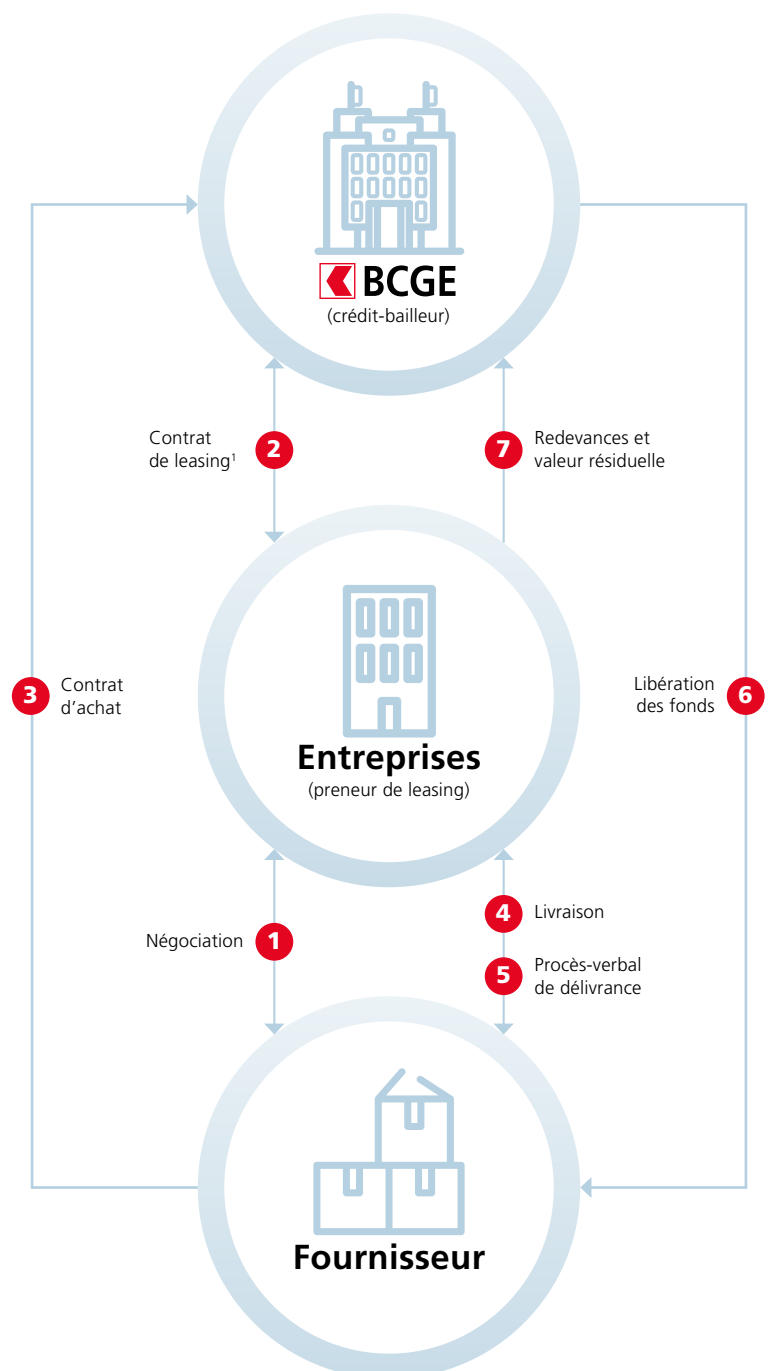 BCGE
(crédit-bailleur)
Contrat
de leasing¹
2
7
Redevances et
valeur résiduelle
3
Contrat
d’achat
Entreprises
(preneur de leasing)
Libération
des fonds
6
Négociation
1
4
Livraison
5
Procès-verbal
de délivrance
Fournisseur